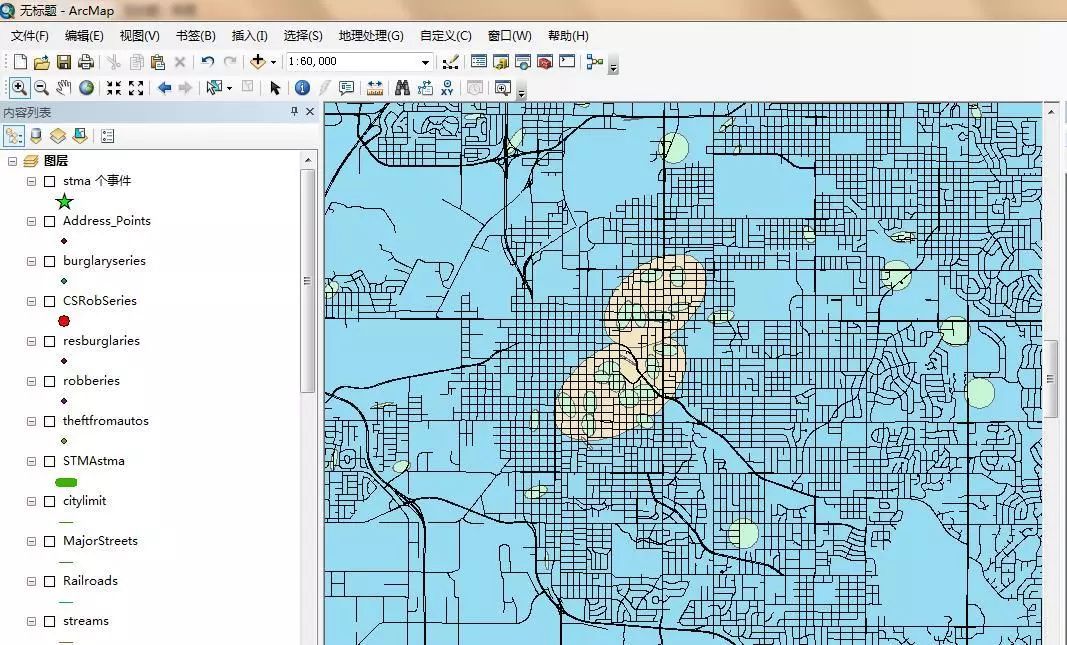 无标题 - ArcMap
文件(F) 编辑(E) 视图(V) 书签(B) 插入(I) 选择(S) 地理处理(G) 自定义(C) 窗口(W) 帮助(H)
1:60,000
XY
内容列表
图层
stma 个事件
Address_Points
burglaryseries
CSRobSeries
resburglaries
robberies
theftfromautos
STMAstma
citylimit
MajorStreets
Railroads
streams